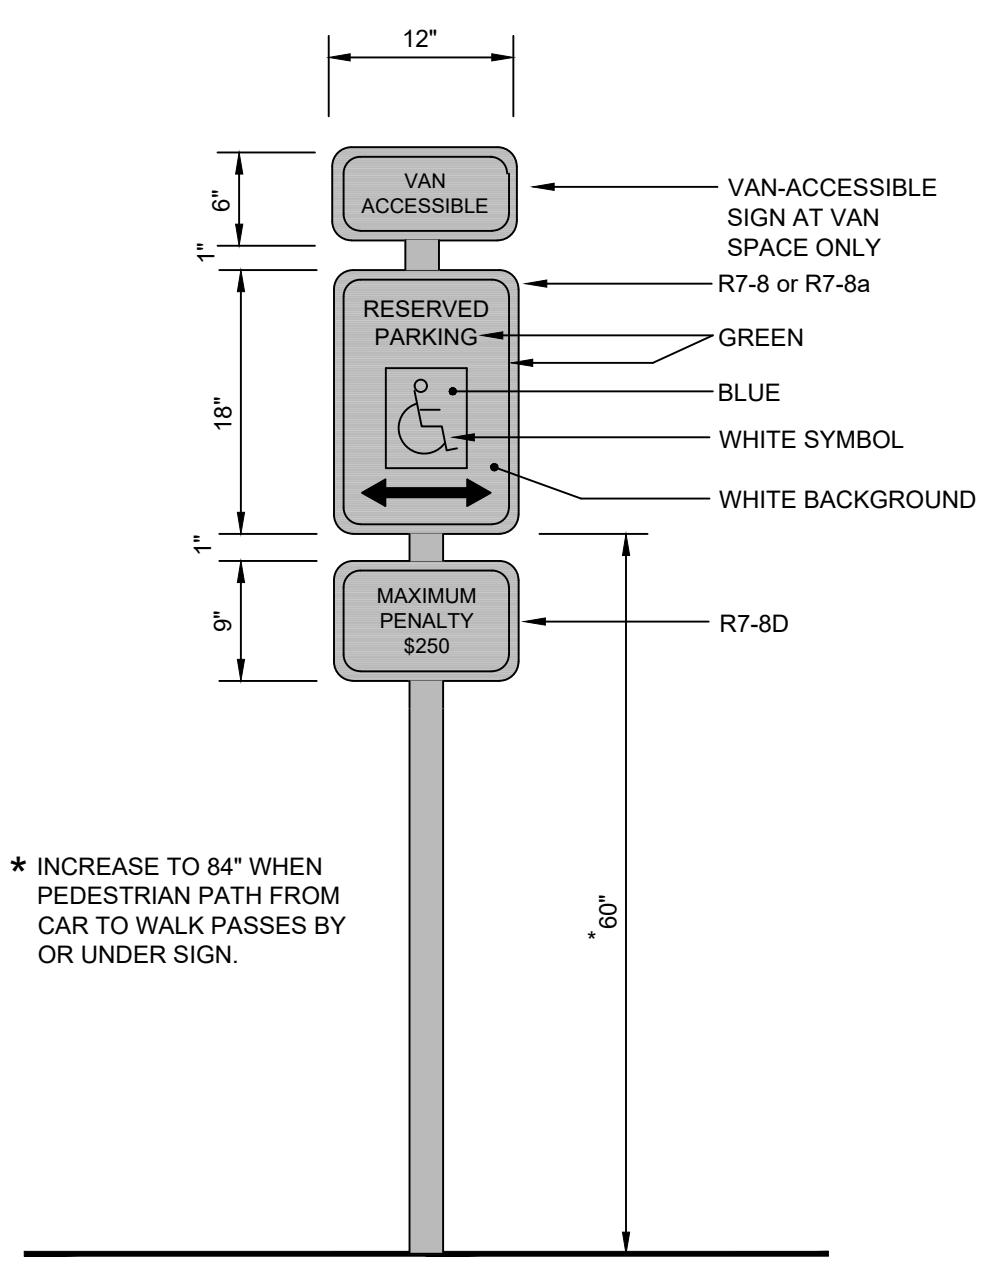 12"
6"
VAN
ACCESSIBLE
VAN-ACCESSIBLE
SIGN AT VAN
SPACE ONLY
1"
R7-8 or R7-8a
18"
RESERVED
PARKING
GREEN
BLUE
WHITE SYMBOL
WHITE BACKGROUND
1"
9"
MAXIMUM
PENALTY
$250
R7-8D
* INCREASE TO 84" WHEN
PEDESTRIAN PATH FROM
CAR TO WALK PASSES BY
OR UNDER SIGN.
* 60"